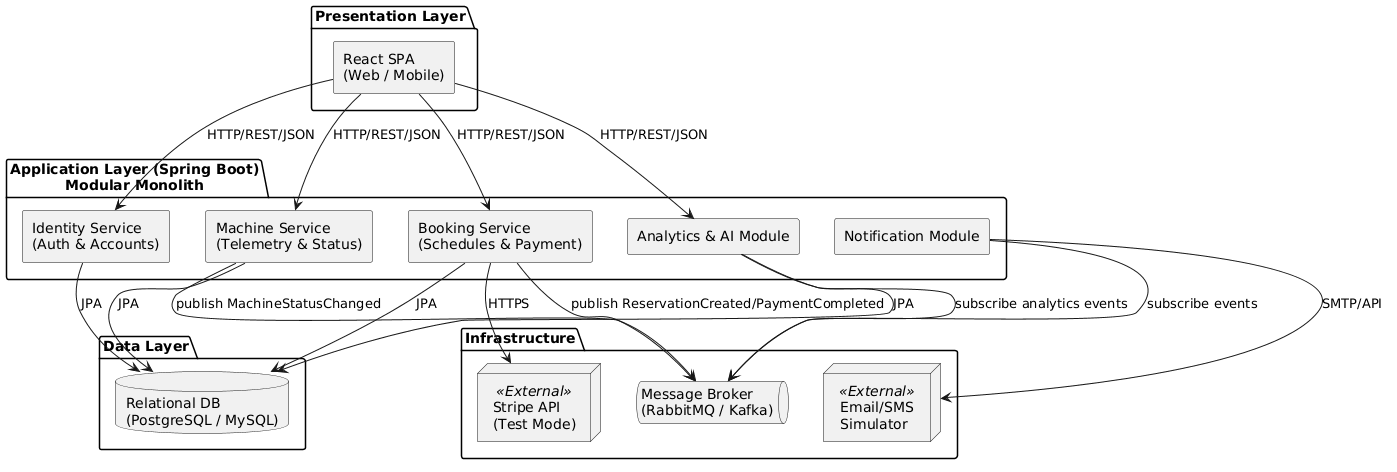 Presentation Layer
React SPA
(Web / Mobile)
HTTP/REST/JSON
HTTP/REST/JSON
HTTP/REST/JSON
HTTP/REST/JSON
Application Layer (Spring Boot)
Modular Monolith
Identity Service
(Auth & Accounts)
Machine Service
(Telemetry & Status)
Booking Service
(Schedules & Payment)
Analytics & AI Module
Notification Module
JPA
JPA
publish MachineStatusChanged
JPA
HTTPS
publish ReservationCreated/PaymentCompleted
JPA
subscribe analytics events
subscribe events
SMTP/API
Data Layer
Relational DB
(PostgreSQL / MySQL)
Infrastructure
«External»
Stripe API
(Test Mode)
Message Broker
(RabbitMQ / Kafka)
«External»
Email/SMS
Simulator